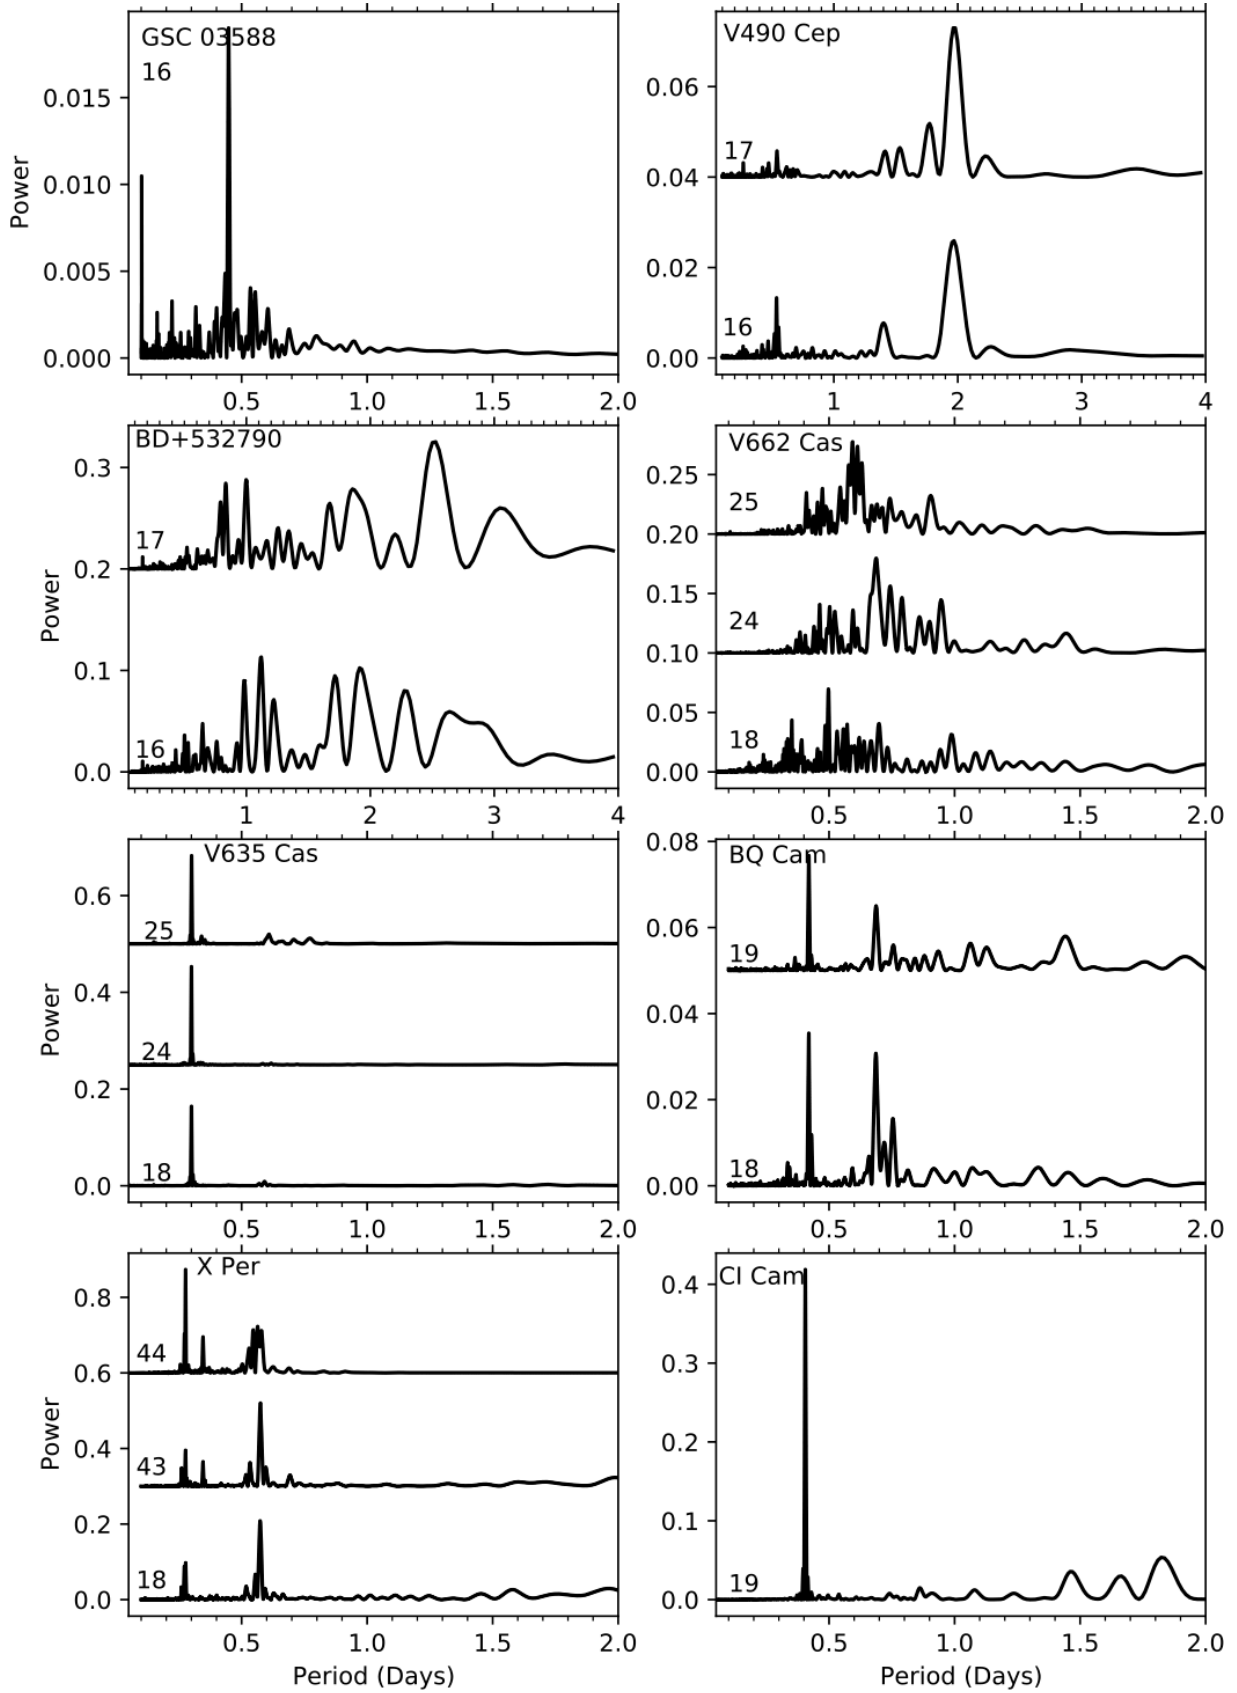 GSC 03588
16
Power
0.015
0.010
0.005
0.000
0.5 1.0 1.5 2.0
V490 Cep
17
16
0.06
0.04
0.02
0.00
1 2 3 4
BD+532790
17
16
Power
0.3
0.2
0.1
0.0
1 2 3 4
V662 Cas
25
24
18
0.25
0.20
0.15
0.10
0.05
0.00
0.5 1.0 1.5 2.0
V635 Cas
25
24
18
Power
0.6
0.4
0.2
0.0
0.5 1.0 1.5 2.0
BQ Cam
19
18
0.08
0.06
0.04
0.02
0.00
0.5 1.0 1.5 2.0
X Per
44
43
18
Power
0.8
0.6
0.4
0.2
0.0
0.5 1.0 1.5 2.0
Period (Days)
CI Cam
19
0.4
0.3
0.2
0.1
0.0
0.5 1.0 1.5 2.0
Period (Days)